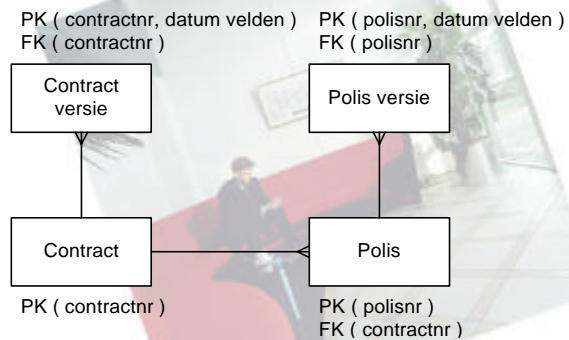 PK ( contractnr, datum velden )
FK ( contractnr )
PK ( polisnr, datum velden )
FK ( polisnr )
Contract
versie
Polis versie
Contract
Polis
PK ( contractnr )
PK ( polisnr )
FK ( contractnr )